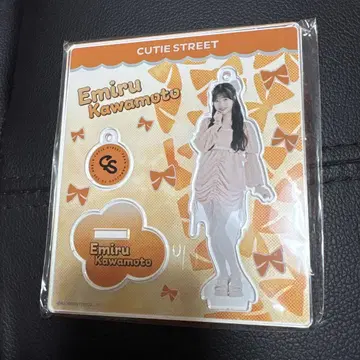 CUTIE STREET
Emiru
Kawamoto
CS
Emiru
Kawamoto